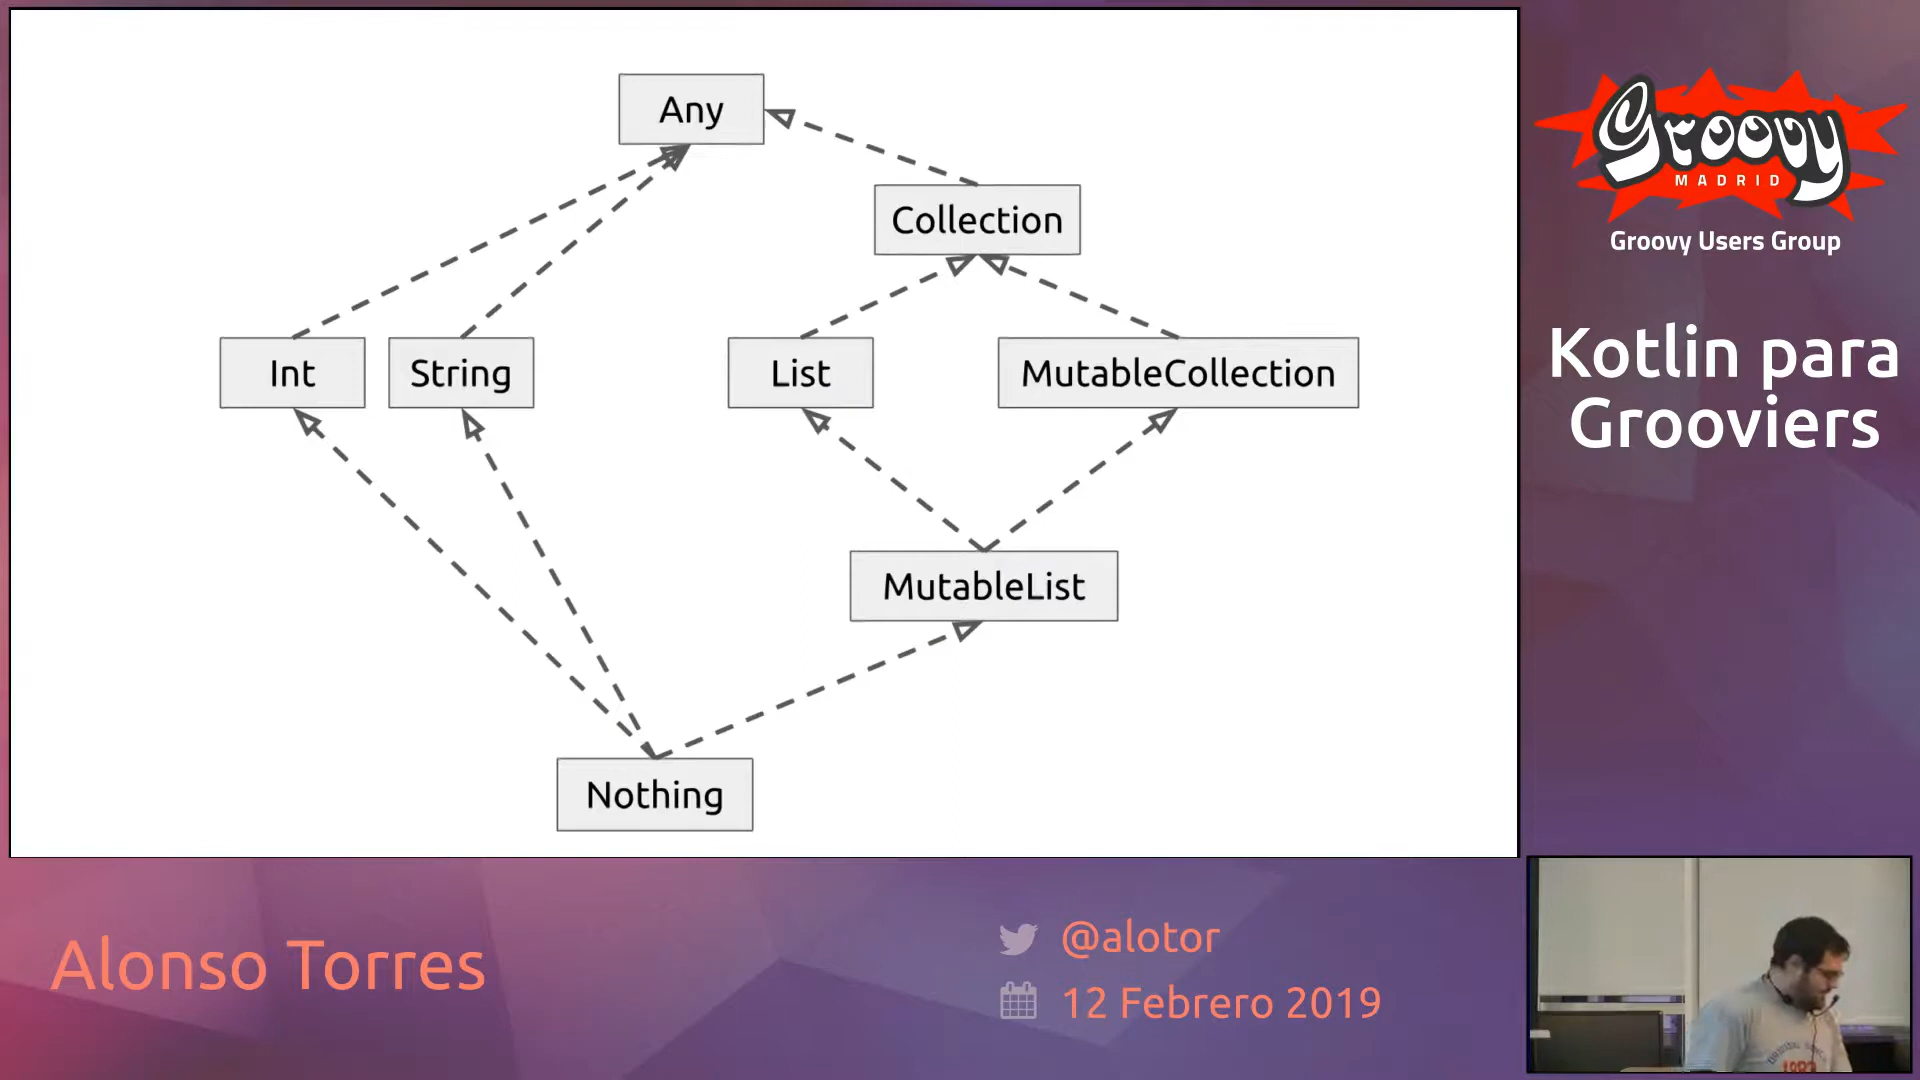 Any
Collection
Int
String
List
MutableCollection
MutableList
Nothing
Groovy
MADRID
Groovy Users Group
Kotlin para
Grooviers
Alonso Torres
@alotor
12 Febrero 2019